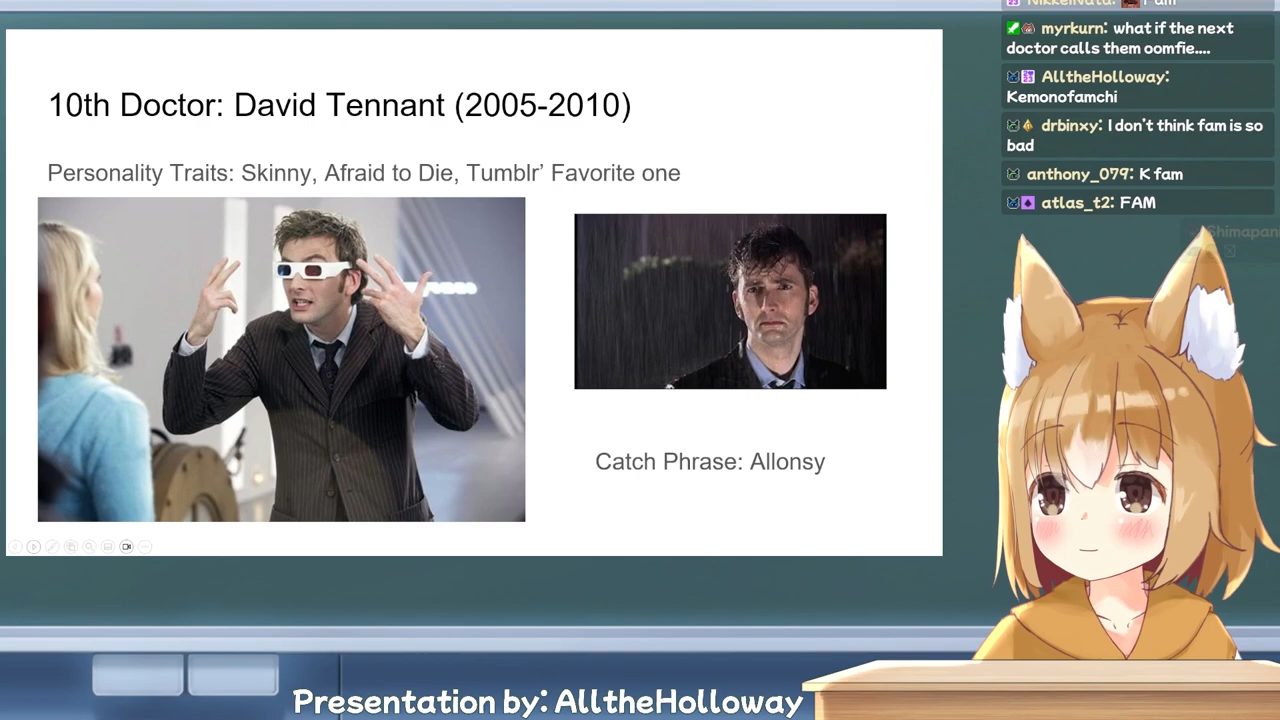 10th Doctor: David Tennant (2005-2010)
Personality Traits: Skinny, Afraid to Die, Tumblr’ Favorite one
Catch Phrase: Allonsy
Presentation by: AlltheHolloway
myrkurn: what if the next
doctor calls them oomfie....
AlltheHolloway:
Kemonofamchi
drbinxy: I don't think fam is so
bad
anthony_079: K fam
atlas_t2: FAM
Shimapan